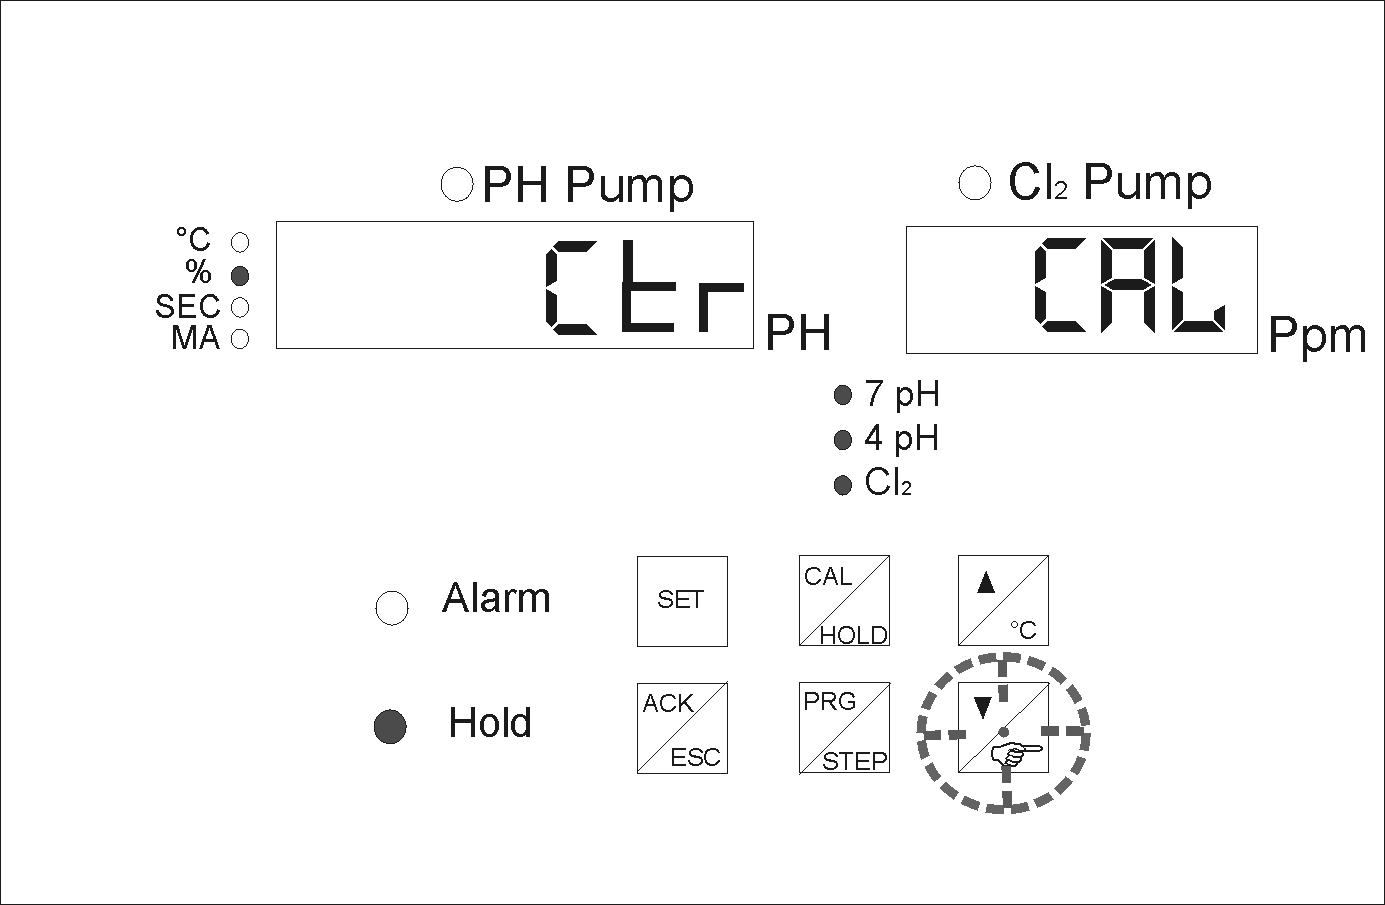 PH Pump
Cl₂ Pump
°C
%
SEC
MA
Ctr
PH
CAL
Ppm
7 pH
4 pH
Cl₂
Alarm
SET
CAL
HOLD
▲
°C
Hold
ACK
ESC
PRG
STEP
▼